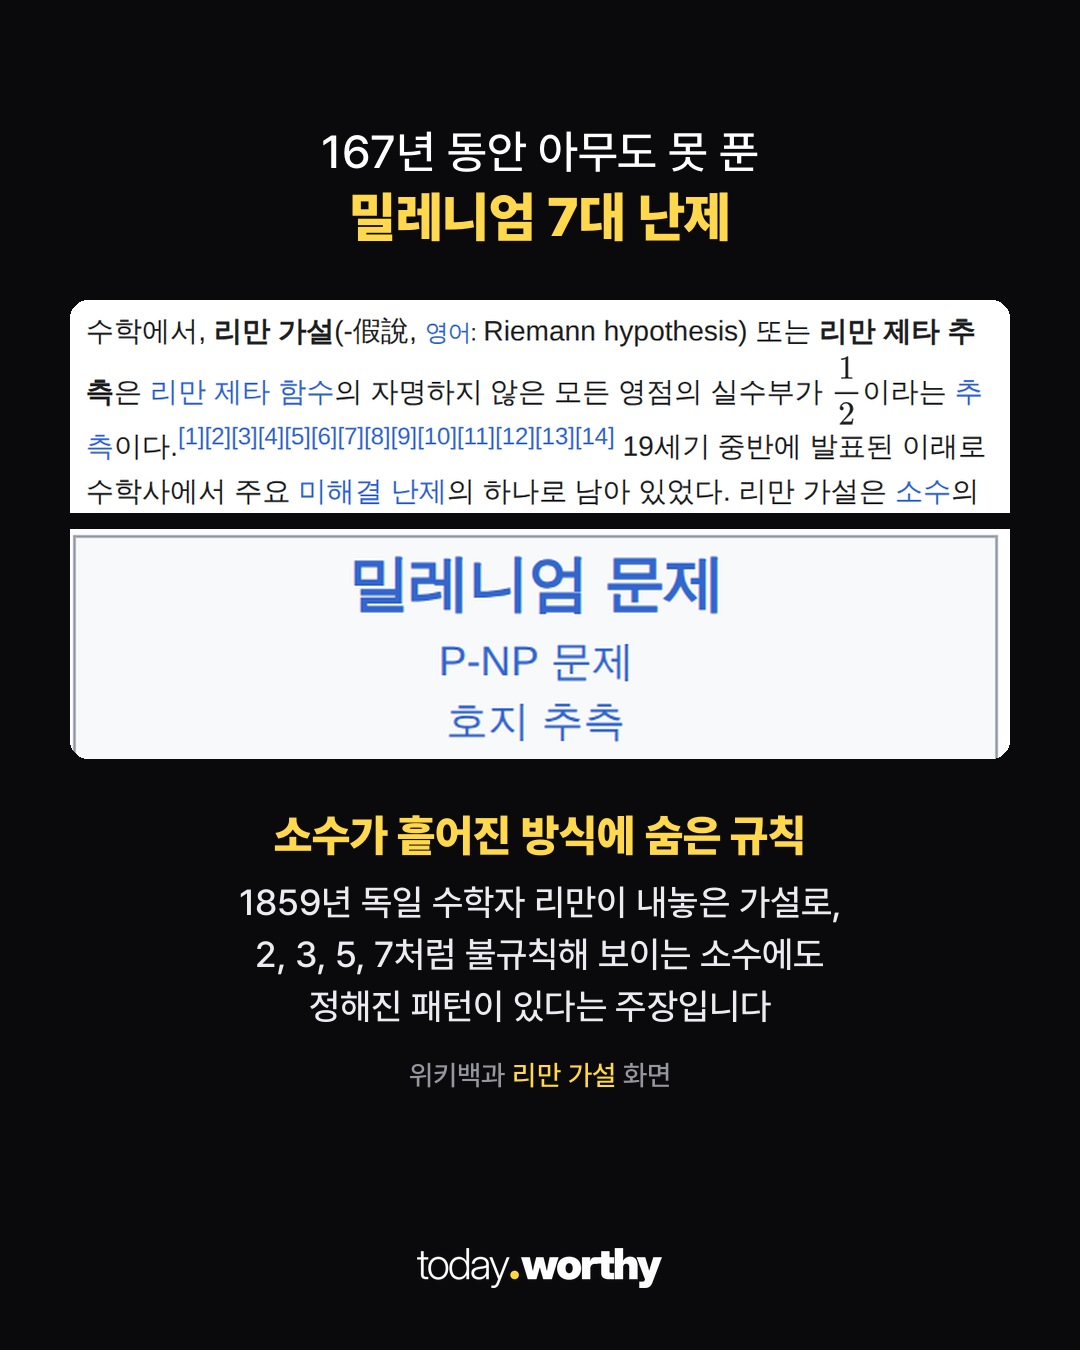 167년 동안 아무도 못 푼
밀레니엄 7대 난제
수학에서, 리만 가설(-假說, 영어: Riemann hypothesis) 또는 리만 제타 추
측은 리만 제타 함수의 자명하지 않은 모든 영점의 실수부가 1/2이라는 추
측이다.[1][2][3][4][5][6][7][8][9][10][11][12][13][14] 19세기 중반에 발표된 이래로
수학사에서 주요 미해결 난제의 하나로 남아 있었다. 리만 가설은 소수의
밀레니엄 문제
P-NP 문제
호지 추측
소수가 흩어진 방식에 숨은 규칙
1859년 독일 수학자 리만이 내놓은 가설로,
2, 3, 5, 7처럼 불규칙해 보이는 소수에도
정해진 패턴이 있다는 주장입니다
위키백과 리만 가설 화면
today.worthy